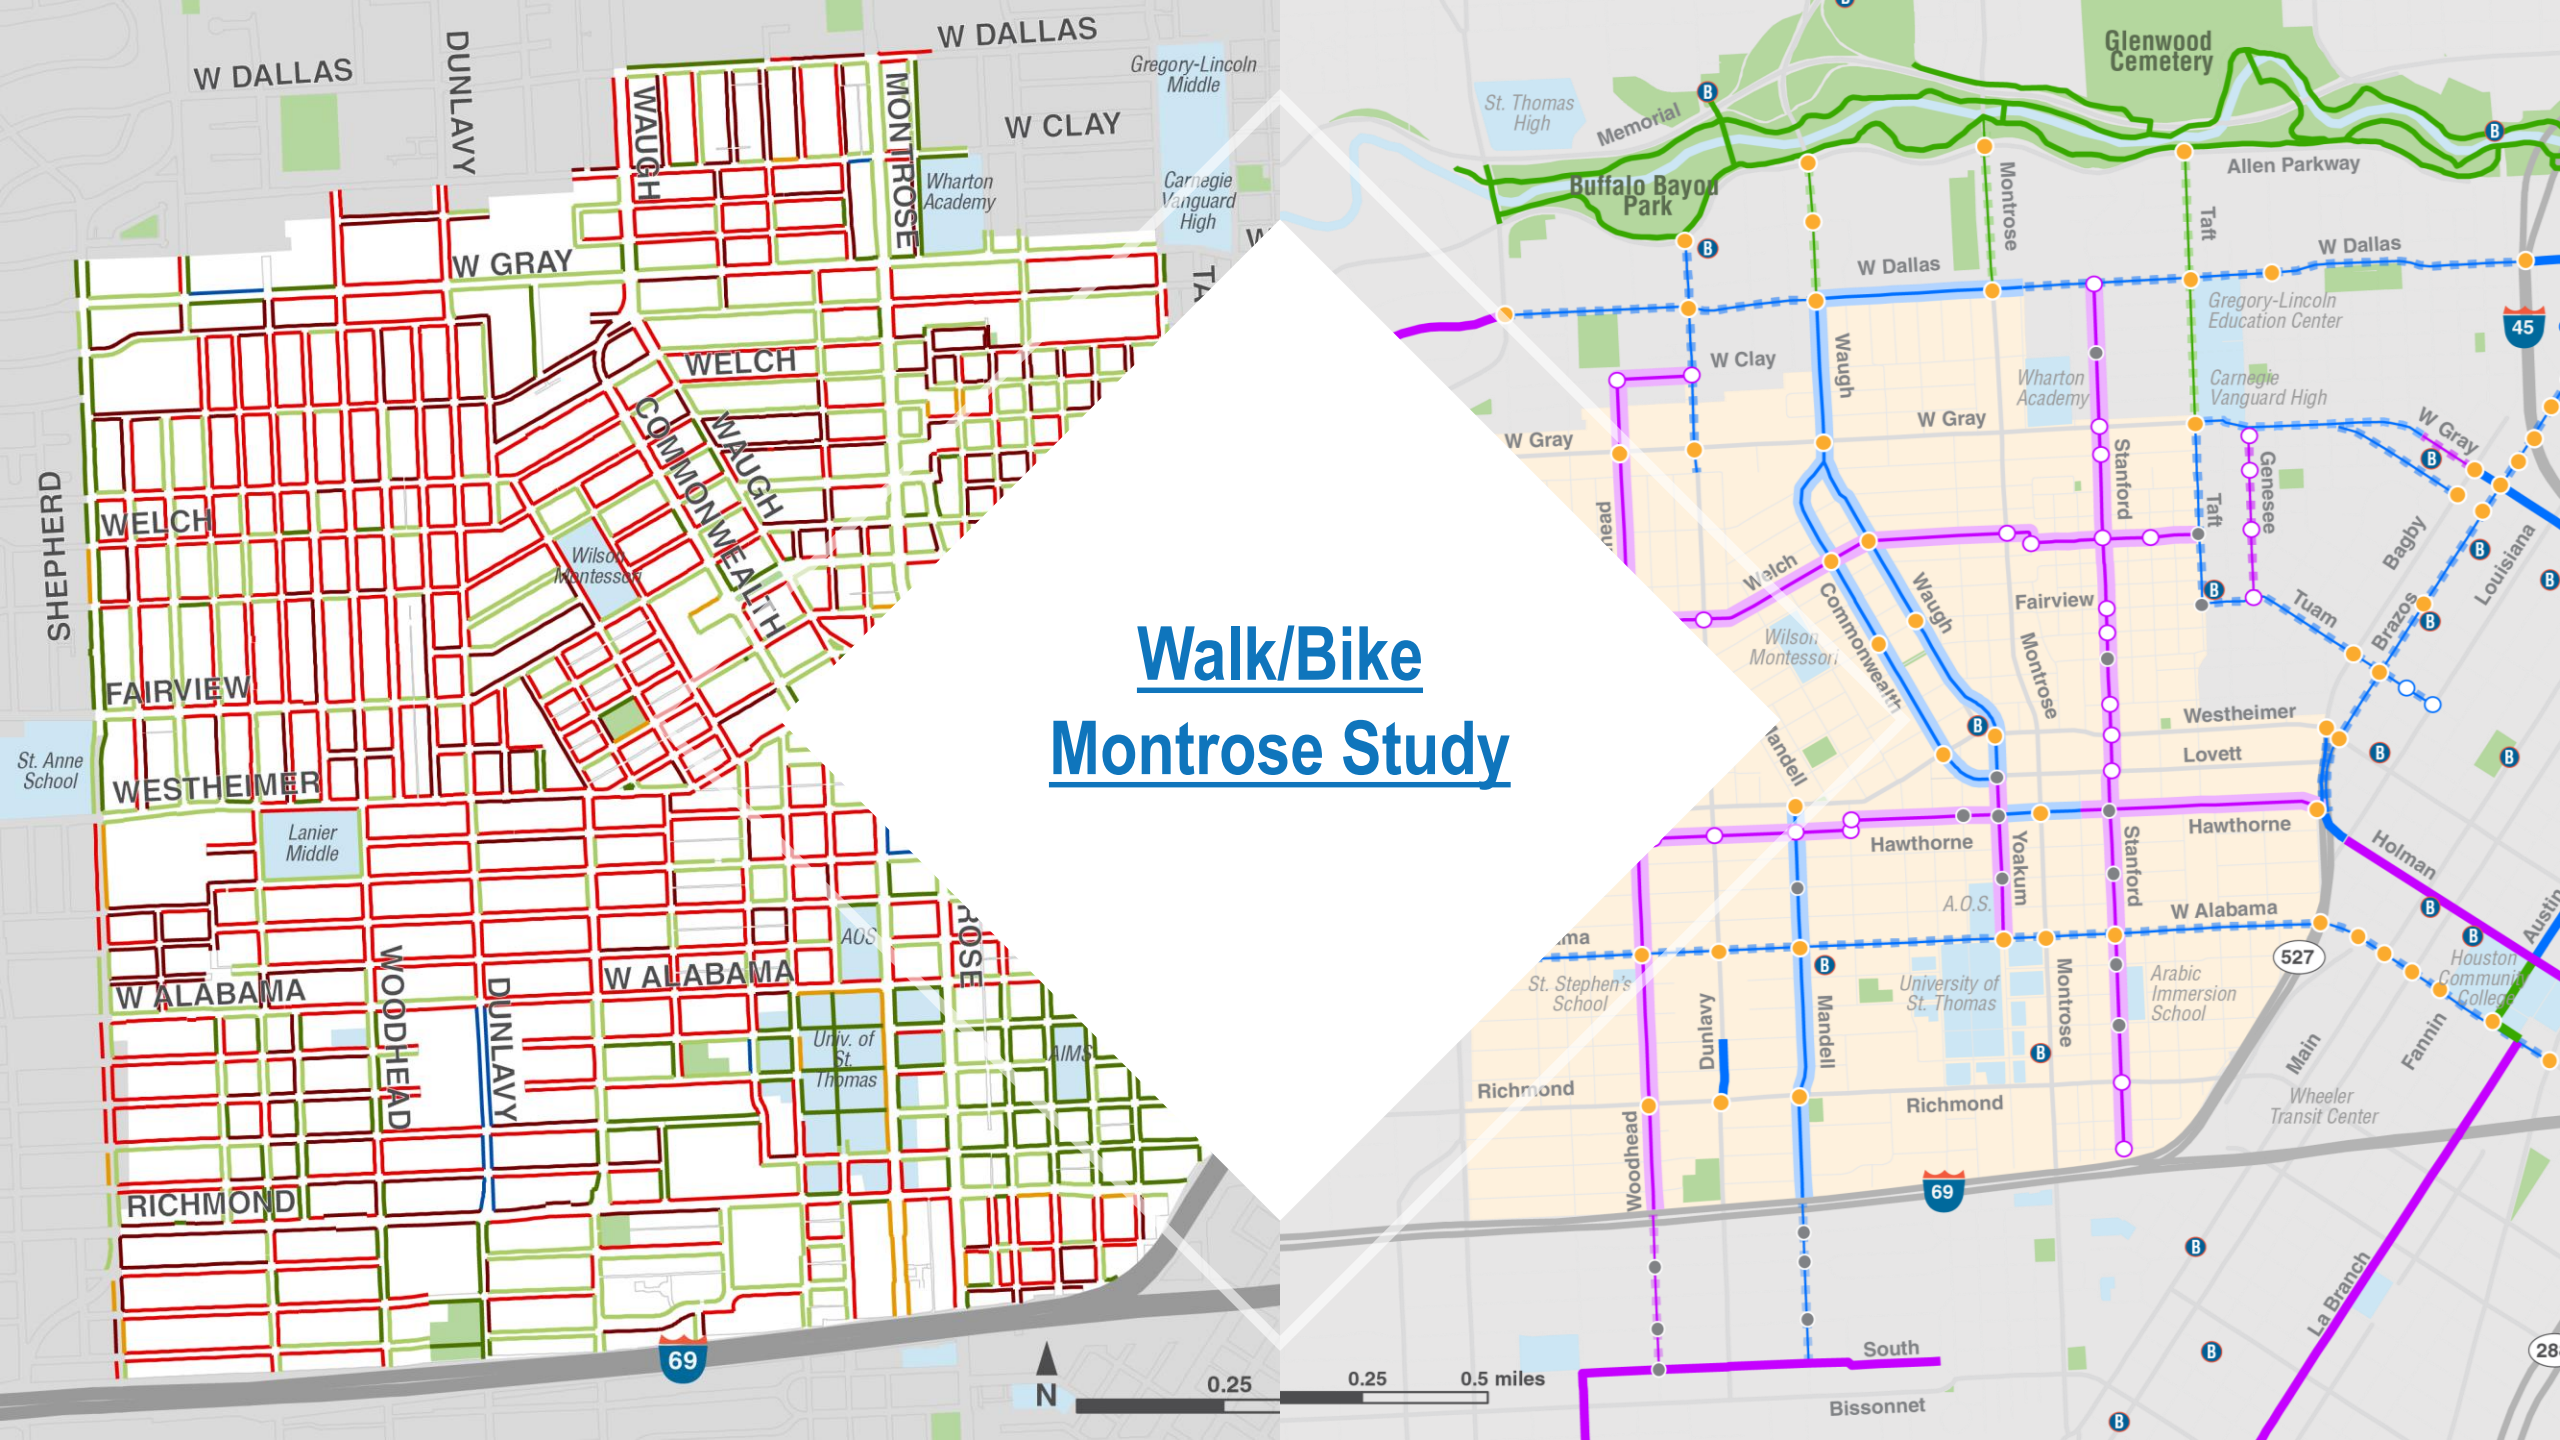 W DALLAS
W DALLAS
DUNLAVY
WAUGH
MONTROSE
Gregory-Lincoln
Middle
W CLAY
Wharton
Academy
Carnegie
Vanguard
High
W GRAY
WELCH
COMMONWEALTH
WAUGH
SHEPHERD
WELCH
Wilson
Montessori
FAIRVIEW
St. Anne
School
WESTHEIMER
Lanier
Middle
AOS
ROSE
W ALABAMA
W ALABAMA
WOODHEAD
DUNLAVY
Univ. of
St.
Thomas
AIMS
RICHMOND
69
N
0.25
Walk/Bike
Montrose Study
Glenwood
Cemetery
St. Thomas
High
Memorial
B
B
Allen Parkway
Buffalo Bayou
Park
B
Montrose
Taft
W Dallas
W Dallas
Gregory-Lincoln
Education Center
45
W Clay
Waugh
Wharton
Academy
Carnegie
Vanguard High
W Gray
W Gray
W Gray
B
Stanford
Genesee
Taft
Bagby
Louisiana
B
B
head
Welch
Commonwealth
Waugh
Fairview
B
Tuam
Brazos
B
Wilson
Montessori
Montrose
Westheimer
B
Lovett
B
B
Mandell
Hawthorne
Hawthorne
Yoakum
Stanford
Holman
A.O.S.
W Alabama
B
B
Austin
ma
527
Houston
Community
College
St. Stephen's
School
B
University of
St. Thomas
Montrose
Arabic
Immersion
School
Dunlavy
Mandell
B
Main
Fannin
Richmond
Richmond
Wheeler
Transit Center
Woodhead
69
B
La Branch
South
B
0.25
0.5 miles
Bissonnet
B